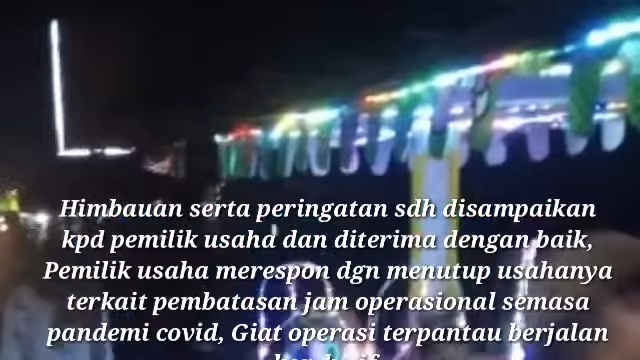 Himbauan serta peringatan sdh disampaikan
kpd pemilik usaha dan diterima dengan baik,
Pemilik usaha merespon dgn menutup usahanya
terkait pembatasan jam operasional semasa
pandemi covid, Giat operasi terpantau berjalan